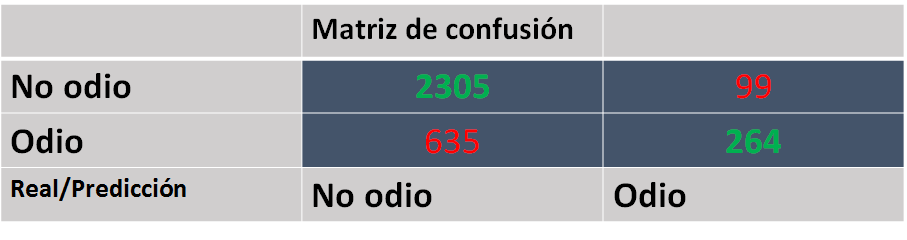 Matriz de confusión
No odio 2305 99
Odio 635 264
Real/Predicción No odio Odio